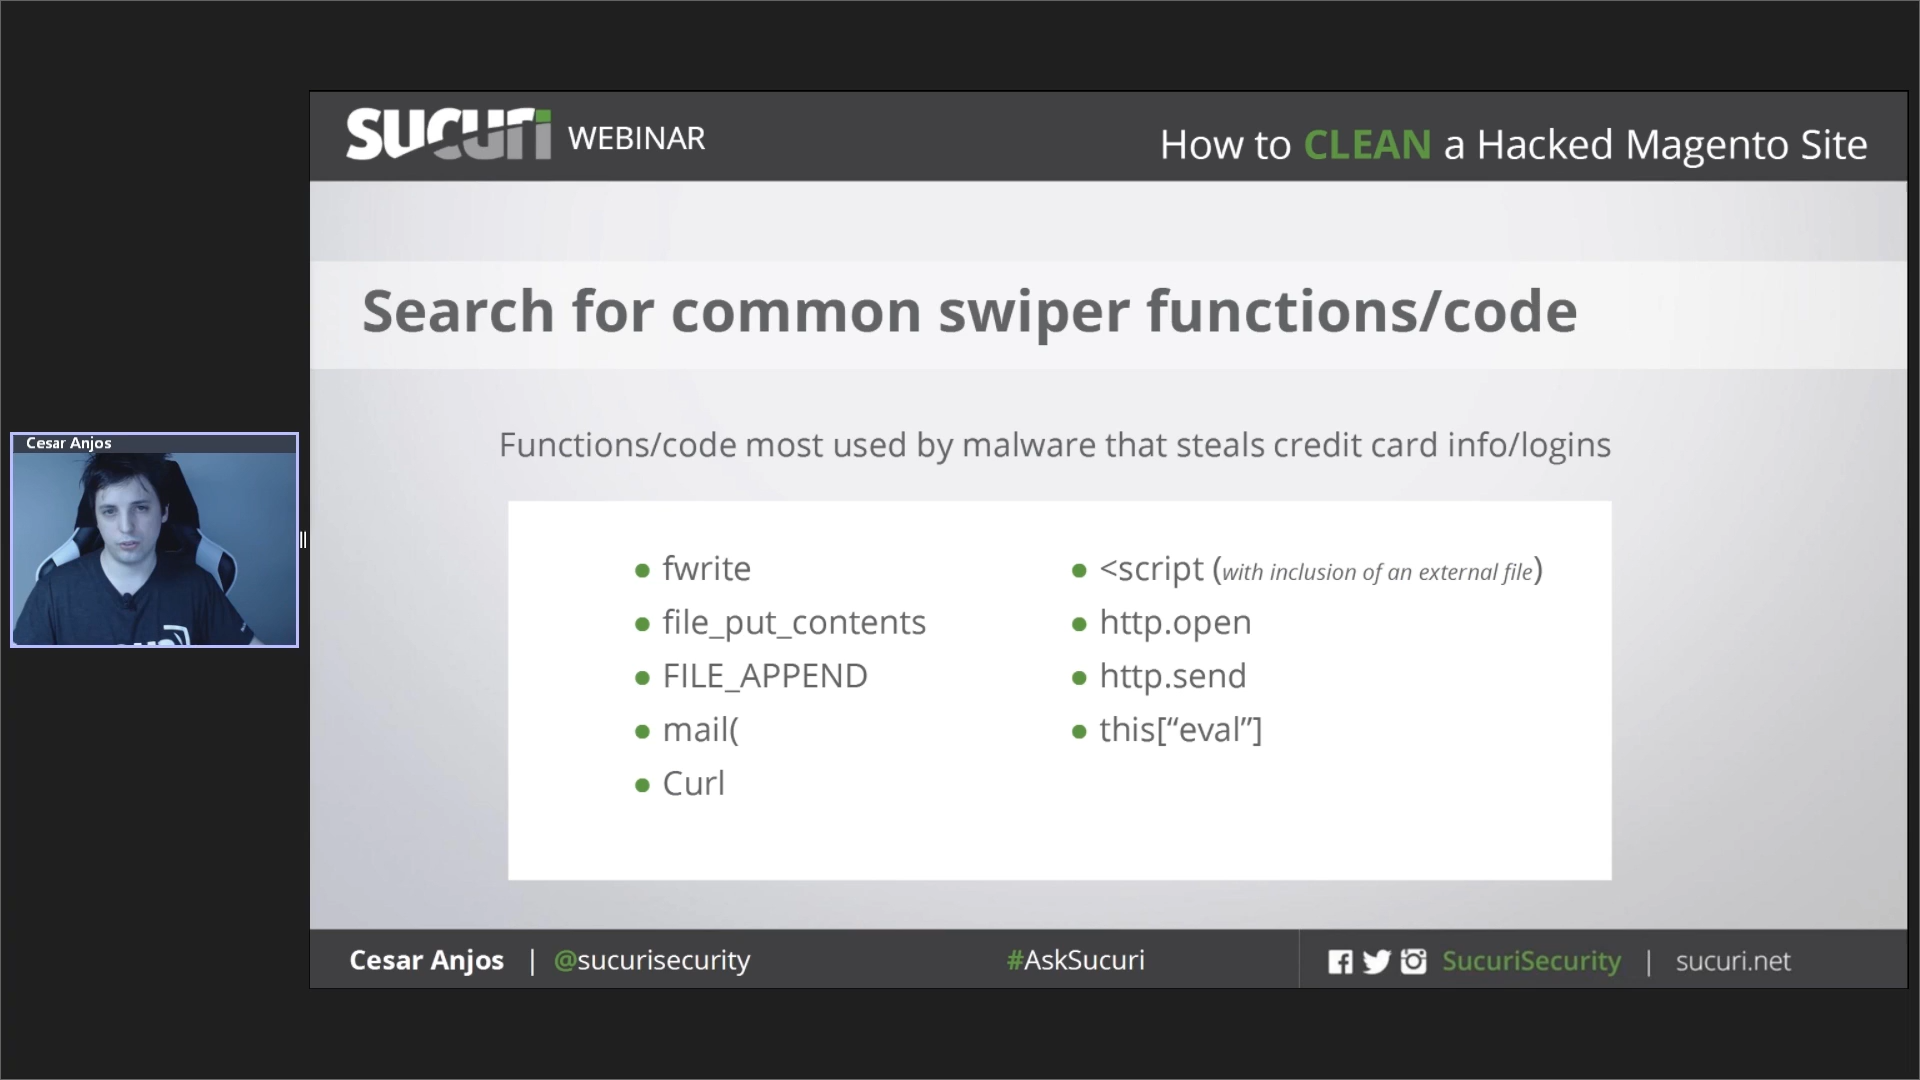 sucuri WEBINAR
How to CLEAN a Hacked Magento Site
Search for common swiper functions/code
Cesar Anjos
Functions/code most used by malware that steals credit card info/logins
• fwrite
• file_put_contents
• FILE_APPEND
• mail(
• Curl
• <script (with inclusion of an external file)
• http.open
• http.send
• this[“eval”]
Cesar Anjos | @sucurisecurity
#AskSucuri
SucuriSecurity | sucuri.net